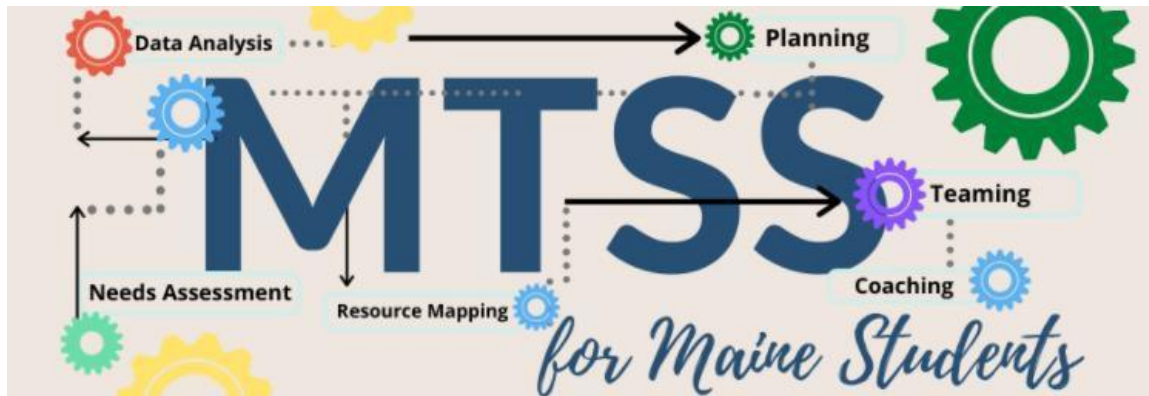 Data Analysis
Planning
MTSS
Teaming
Needs Assessment
Resource Mapping
Coaching
for Maine Students